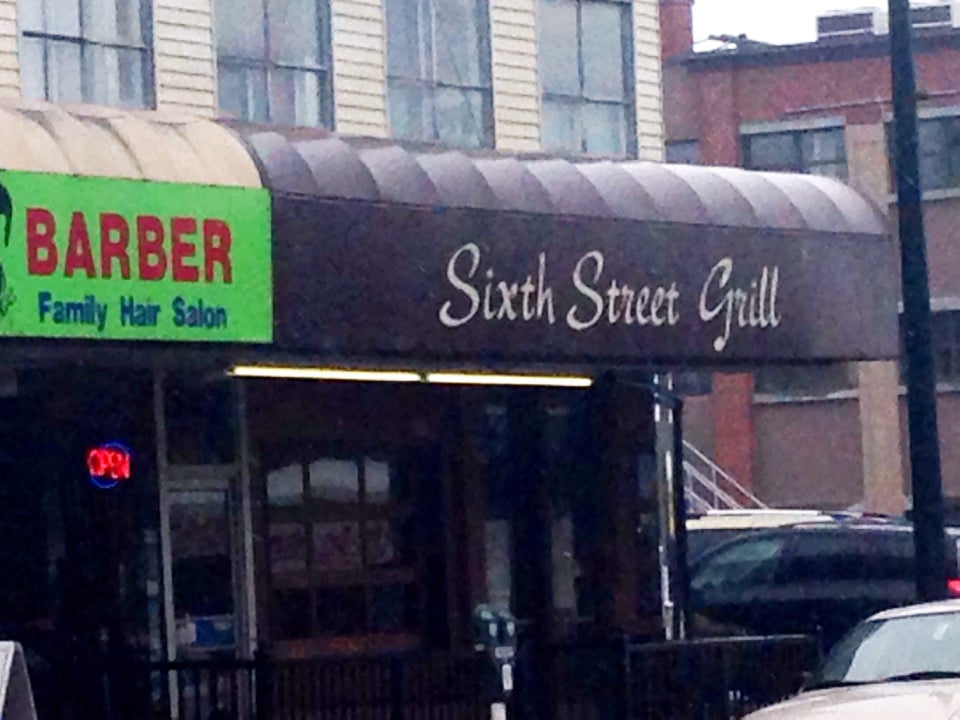 BARBER
Family Hair Salon
Sixth Street Grill
OPEN